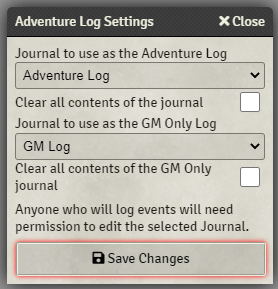 Adventure Log Settings Close
Journal to use as the Adventure Log
Adventure Log
Clear all contents of the journal
Journal to use as the GM Only Log
GM Log
Clear all contents of the GM Only
journal
Anyone who will log events will need
permission to edit the selected Journal.
Save Changes